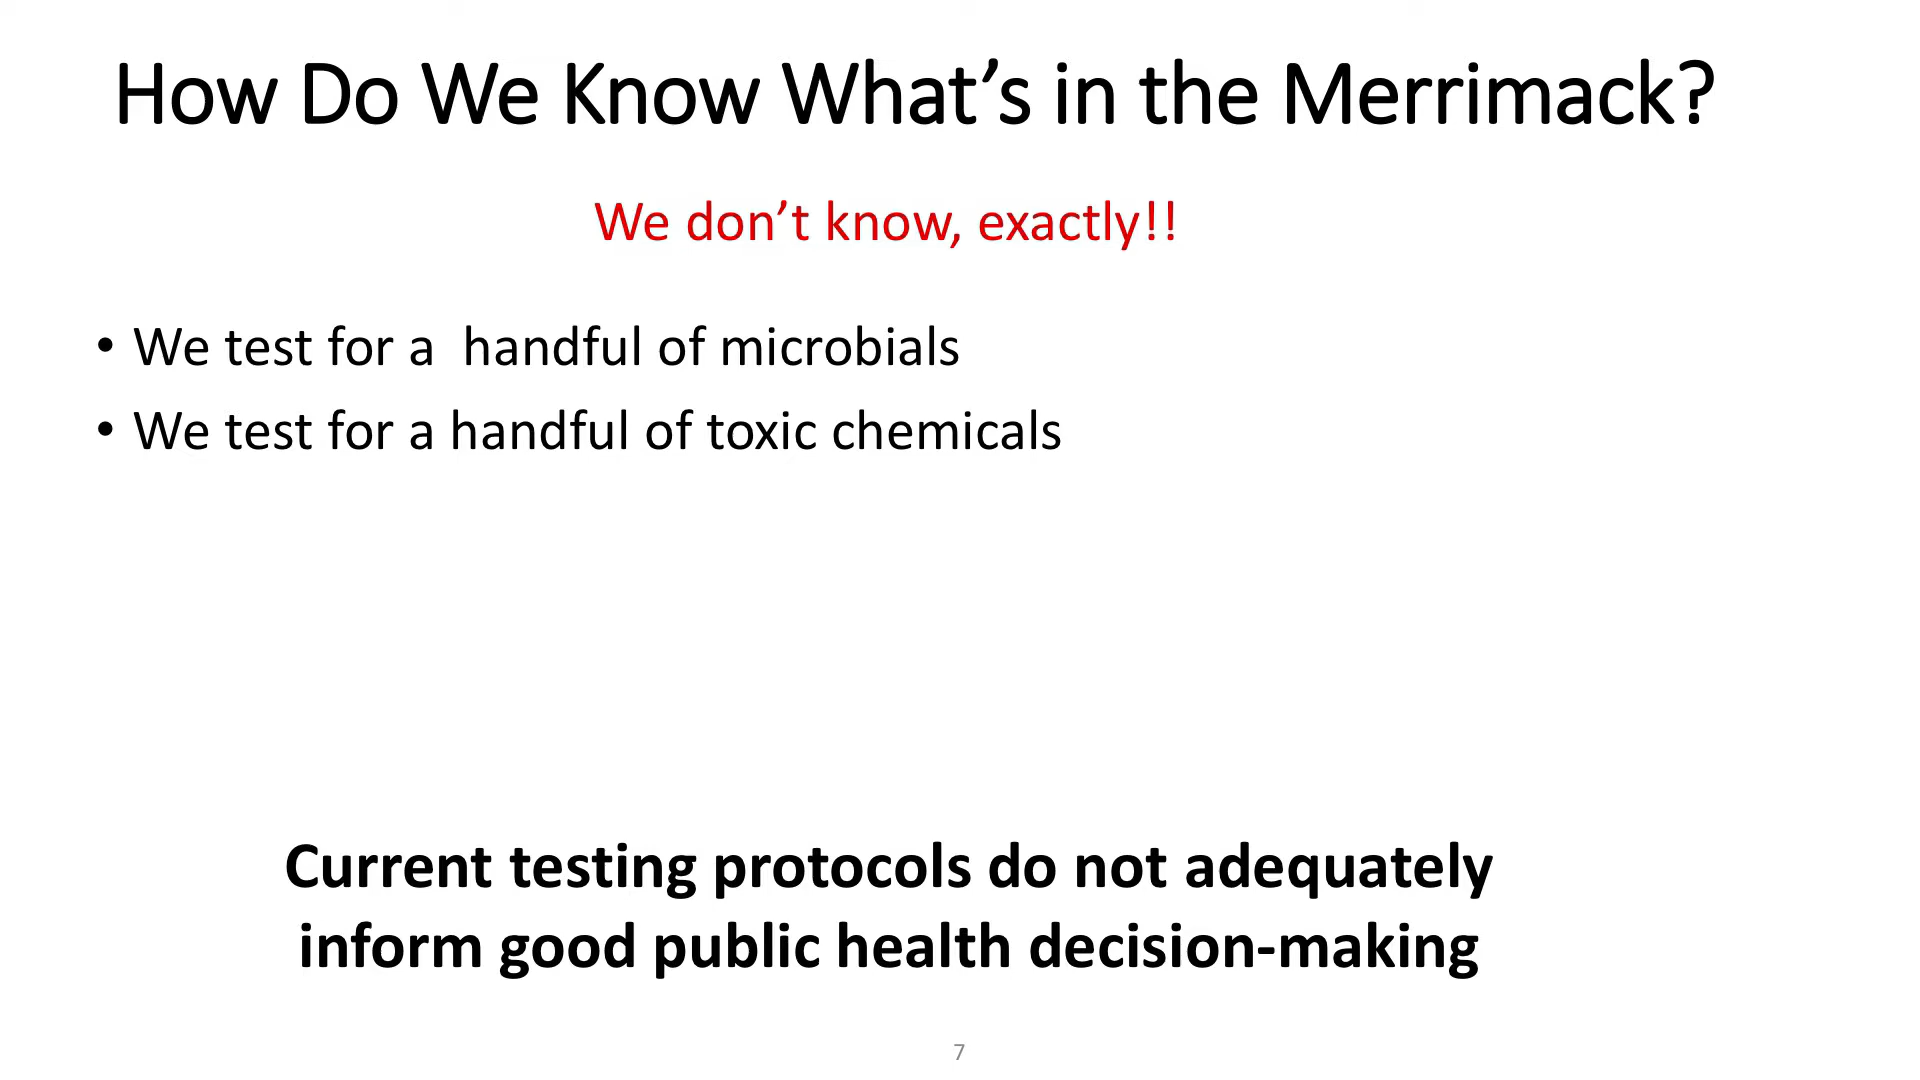 How Do We Know What’s in the Merrimack?
We don’t know, exactly!!
• We test for a  handful of microbials
• We test for a handful of toxic chemicals
Current testing protocols do not adequately
inform good public health decision-making
7